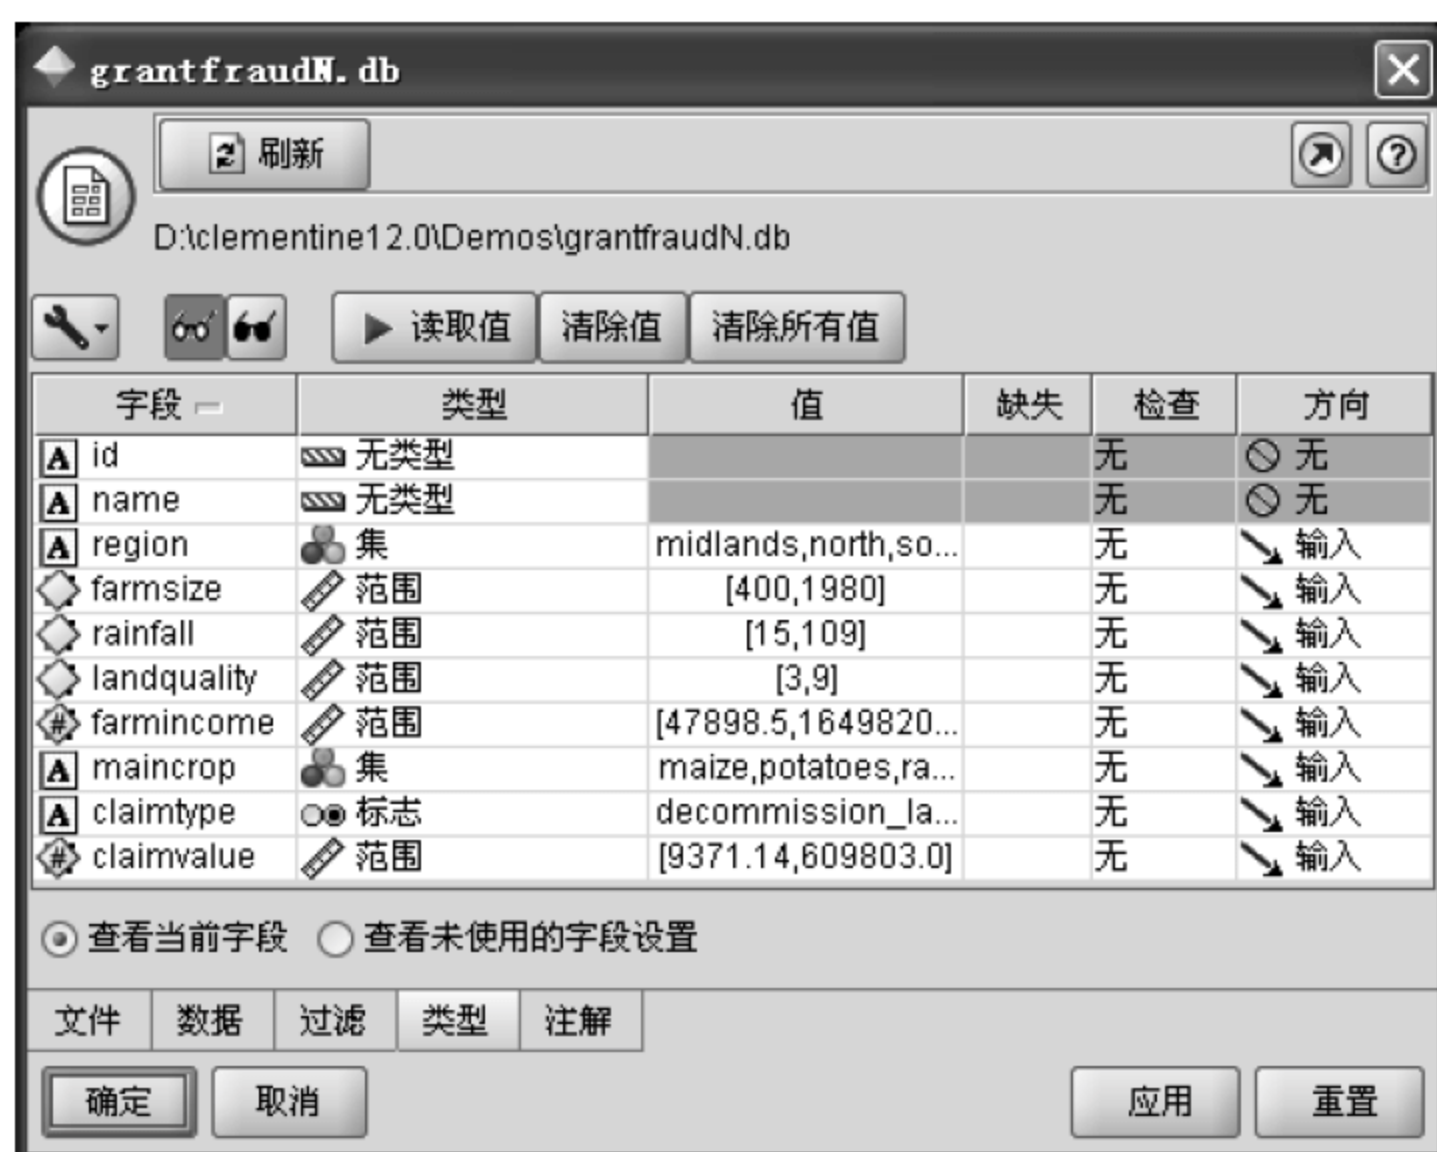 grantfraudN.db
刷新
D:\clementine12.0\Demos\grantfraudN.db
读取值 清除值 清除所有值
字段 类型 值 缺失 检查 方向
A id 无类型 无 无
A name 无类型 无 无
A region 集 midlands,north,so... 无 输入
farmsize 范围 [400,1980] 无 输入
rainfall 范围 [15,109] 无 输入
landquality 范围 [3,9] 无 输入
# farmincome 范围 [47898.5,1649820... 无 输入
A maincrop 集 maize,potatoes,ra... 无 输入
A claimtype 标志 decommission_la... 无 输入
# claimvalue 范围 [9371.14,609803.0] 无 输入
查看当前字段 查看未使用的字段设置
文件 数据 过滤 类型 注解
确定 取消 应用 重置